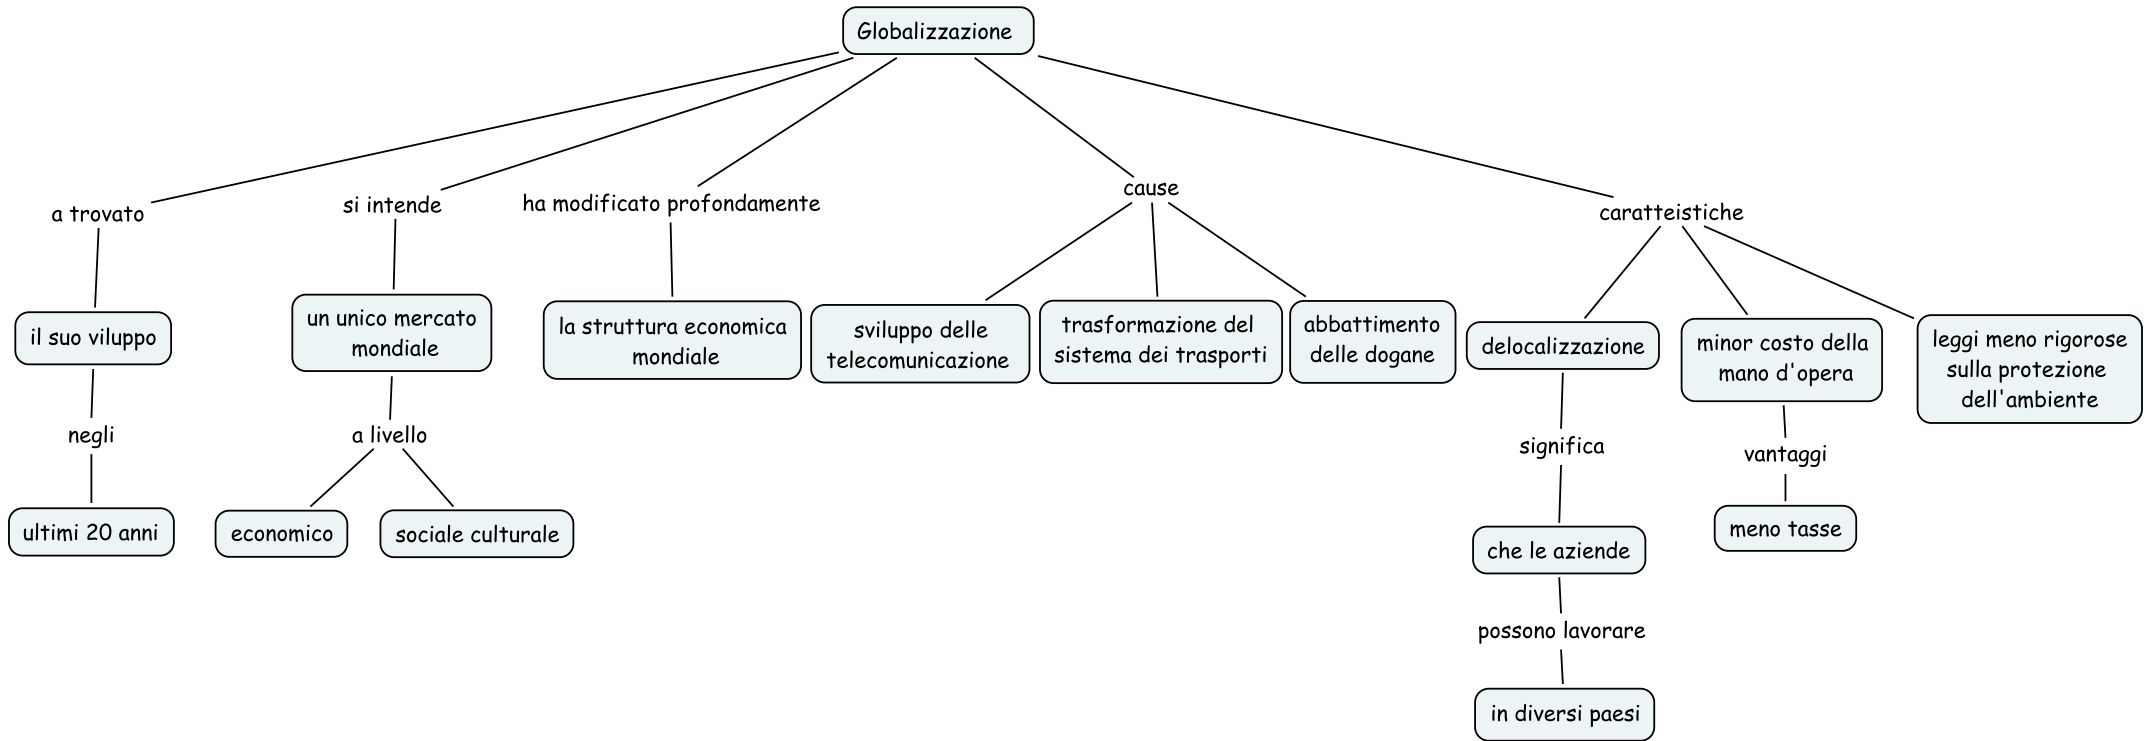 Globalizzazione
a trovato
il suo viluppo
negli
ultimi 20 anni
si intende
un unico mercato
mondiale
a livello
economico
sociale culturale
ha modificato profondamente
la struttura economica
mondiale
cause
sviluppo delle
telecomunicazione
trasformazione del
sistema dei trasporti
abbattimento
delle dogane
caratteistiche
delocalizzazione
significa
che le aziende
possono lavorare
in diversi paesi
minor costo della
mano d'opera
vantaggi
meno tasse
leggi meno rigorose
sulla protezione
dell'ambiente